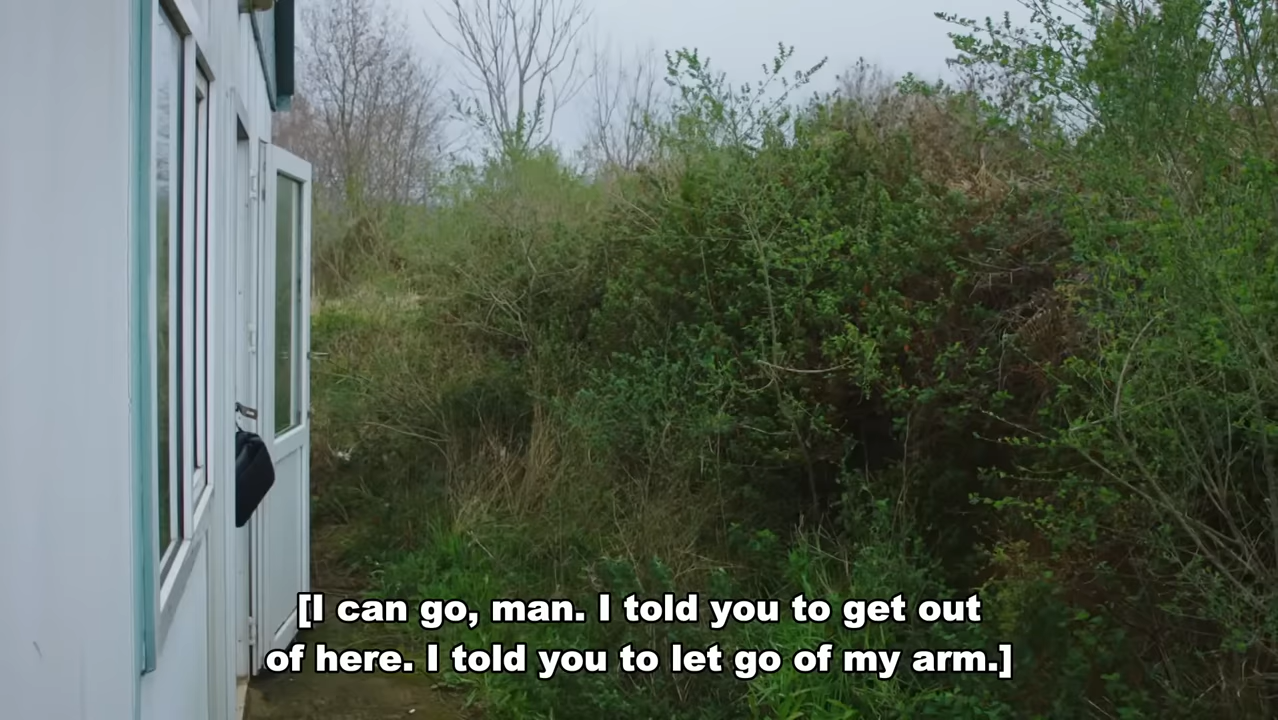 [I can go, man. I told you to get out
of here. I told you to let go of my arm.]